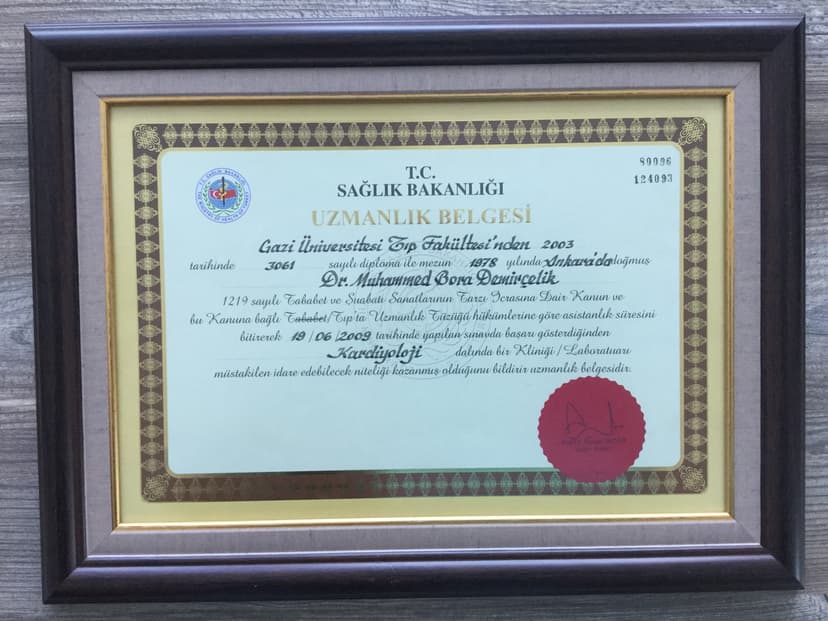 80096
124093
T.C. SAĞLIK BAKANLIĞI
T.C.
SAĞLIK BAKANLIĞI
UZMANLIK BELGESİ
Gazi Üniversitesi Tıp Fakültesi'nden 2003
tarihinde 3061 sayılı diploma ile mezun 1978 yılında Ankara'da doğmuş
Dr. Muhammed Bora Demirçelik
1219 sayılı Tababet ve Şuabatı Sanatlarının Tarzı İcrasına Dair Kanun ve
bu Kanuna bağlı Tababet/Tıp'ta Uzmanlık Tüzüğü hükümlerine göre asistanlık süresini
bitirerek 19/06/2009 tarihinde yapılan sınavda başarı gösterdiğinden
Kardiyoloji dalında bir Kliniği/Laboratuarı
müstakilen idare edebilecek niteliği kazanmış olduğunu bildirir uzmanlık belgesidir.